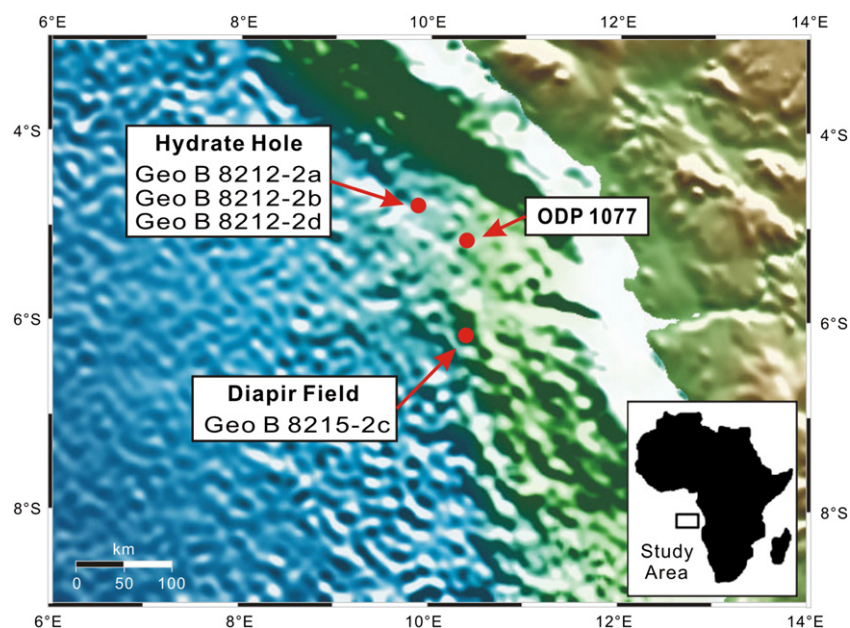 6°E 8°E 10°E 12°E 14°E
4°S 4°S
Hydrate Hole
Geo B 8212-2a
Geo B 8212-2b
Geo B 8212-2d
ODP 1077
6°S 6°S
Diapir Field
Geo B 8215-2c
8°S 8°S
km
0 50 100
Study
Area
6°E 8°E 10°E 12°E 14°E